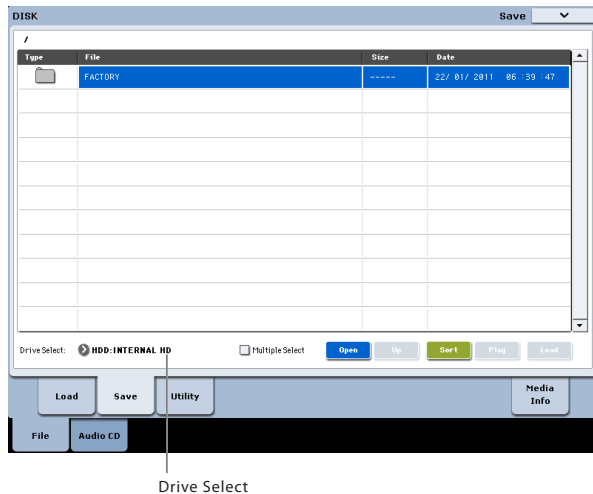 DISK Save
/
Type File Size Date
FACTORY ----- 22/ 01/ 2011 06 :39 :47
Drive Select: HDD:INTERNAL HD Multiple Select Open Up Sort Play Load
Load Save Utility Media Info
File Audio CD
Drive Select